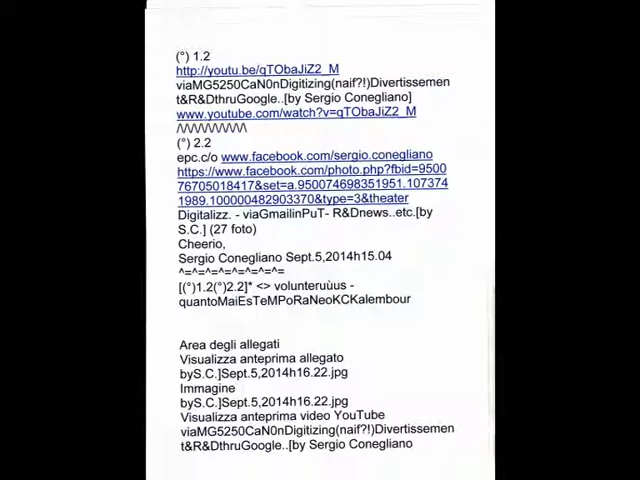 (°) 1.2
http://youtu.be/qTObaJiZ2_M
viaMG5250CaN0nDigitizing(naif?!)Divertissemen
t&R&DthruGoogle..[by Sergio Conegliano]
www.youtube.com/watch?v=qTObaJiZ2_M
/\/\/\/\/\/\/\/\/\/\
(°) 2.2
epc.c/o www.facebook.com/sergio.conegliano
https://www.facebook.com/photo.php?fbid=9500
76705018417&set=a.950074698351951.107374
1989.100000482903370&type=3&theater
Digitalizz. - viaGmailinPuT- R&Dnews..etc.[by
S.C.] (27 foto)
Cheerio,
Sergio Conegliano Sept.5,2014h15.04
^=^=^=^=^=^=^=^=
[(°)1.2(°)2.2]* <> volunteruùus -
quantoMaiEsTeMPoRaNeoKCKalembour
Area degli allegati
Visualizza anteprima allegato
byS.C.]Sept.5,2014h16.22.jpg
Immagine
byS.C.]Sept.5,2014h16.22.jpg
Visualizza anteprima video YouTube
viaMG5250CaN0nDigitizing(naif?!)Divertissemen
t&R&DthruGoogle..[by Sergio Conegliano